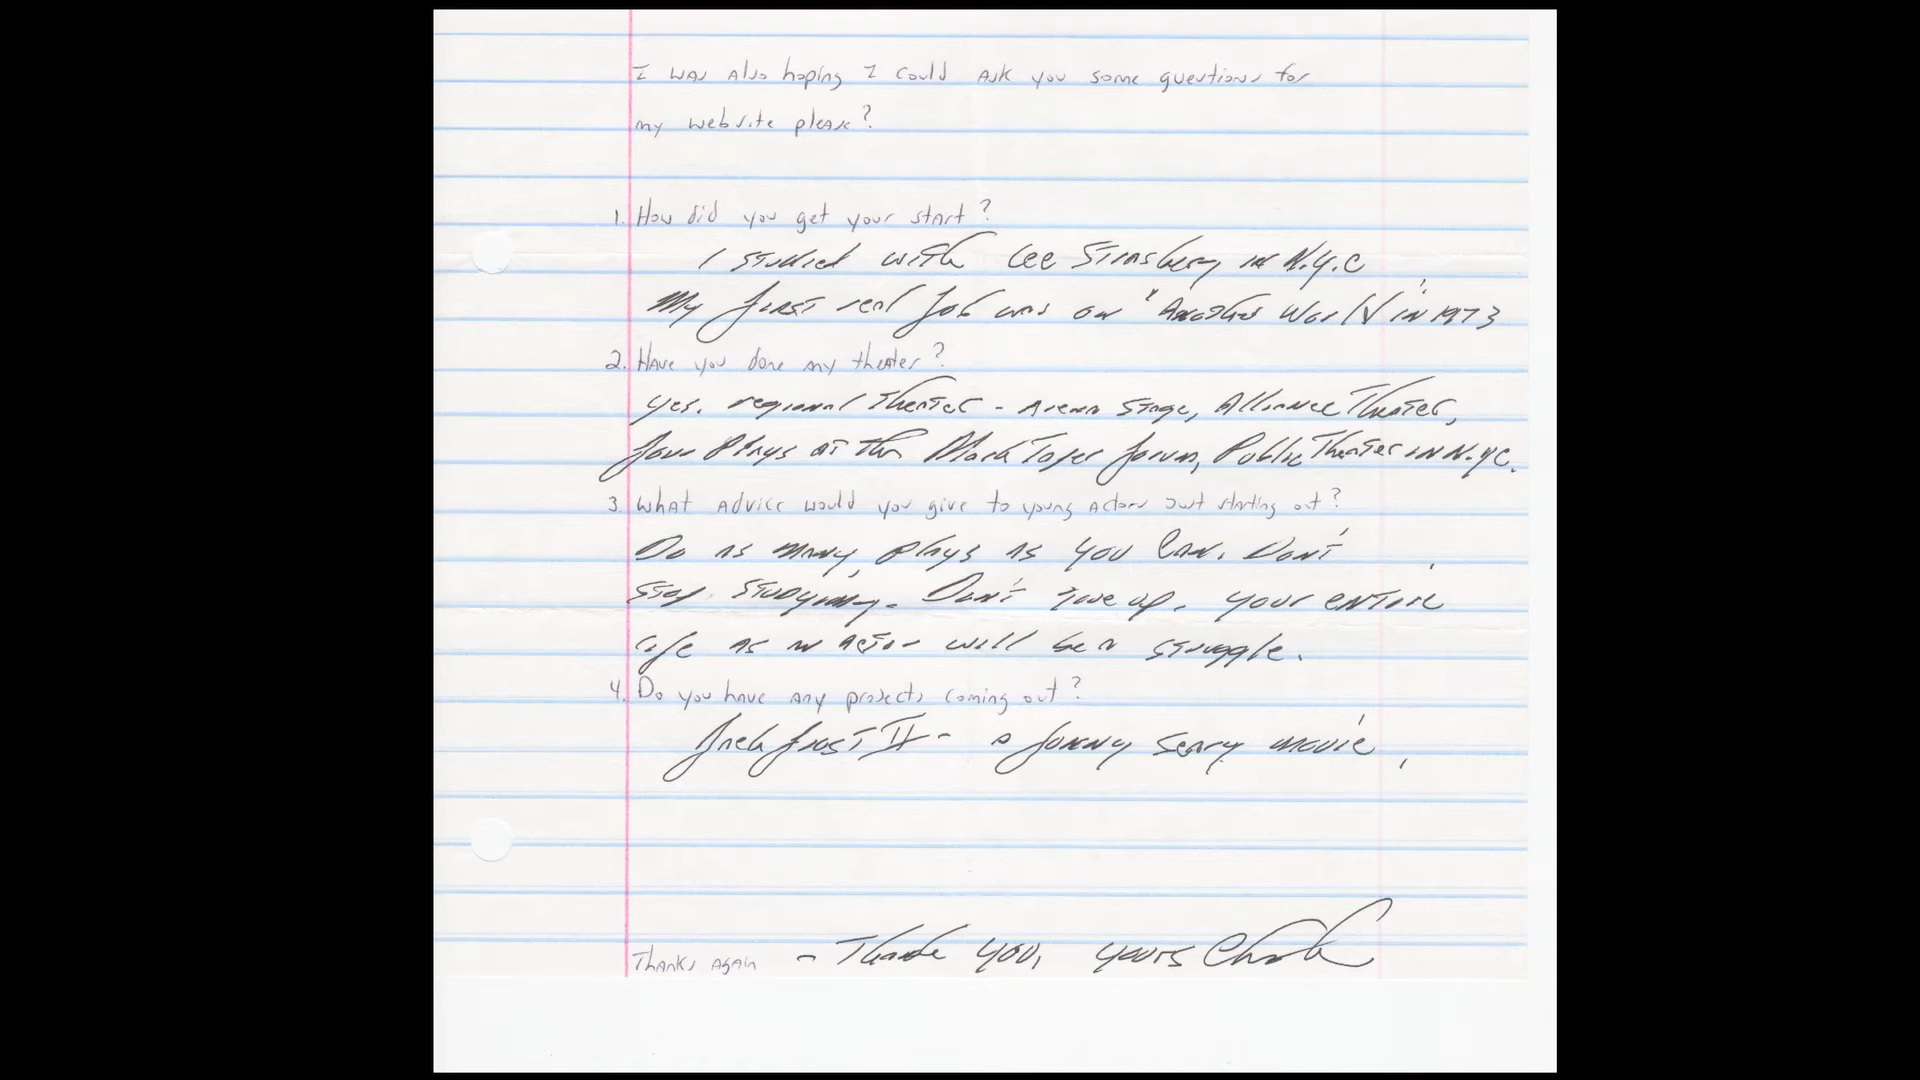 I was also hoping I could ask you some questions for
my website please?
1. How did you get your start?
I studied with Lee Strasberg in N.Y.C
My first real job was on "Another World" in 1973
2. Have you done any theater?
yes. regional Theater - Arena Stage, Alliance Theater,
four Plays at the Mark Taper forum, Public Theater in N.Y.C.
3. What advice would you give to young actors just starting out?
Do as many plays as you can. Don't
stop studying. Don't give up. your entire
life as an actor will be a struggle.
4. Do you have any projects coming out?
Jack frost II - a funny scary movie.
Thanks Again - Thank you, yours